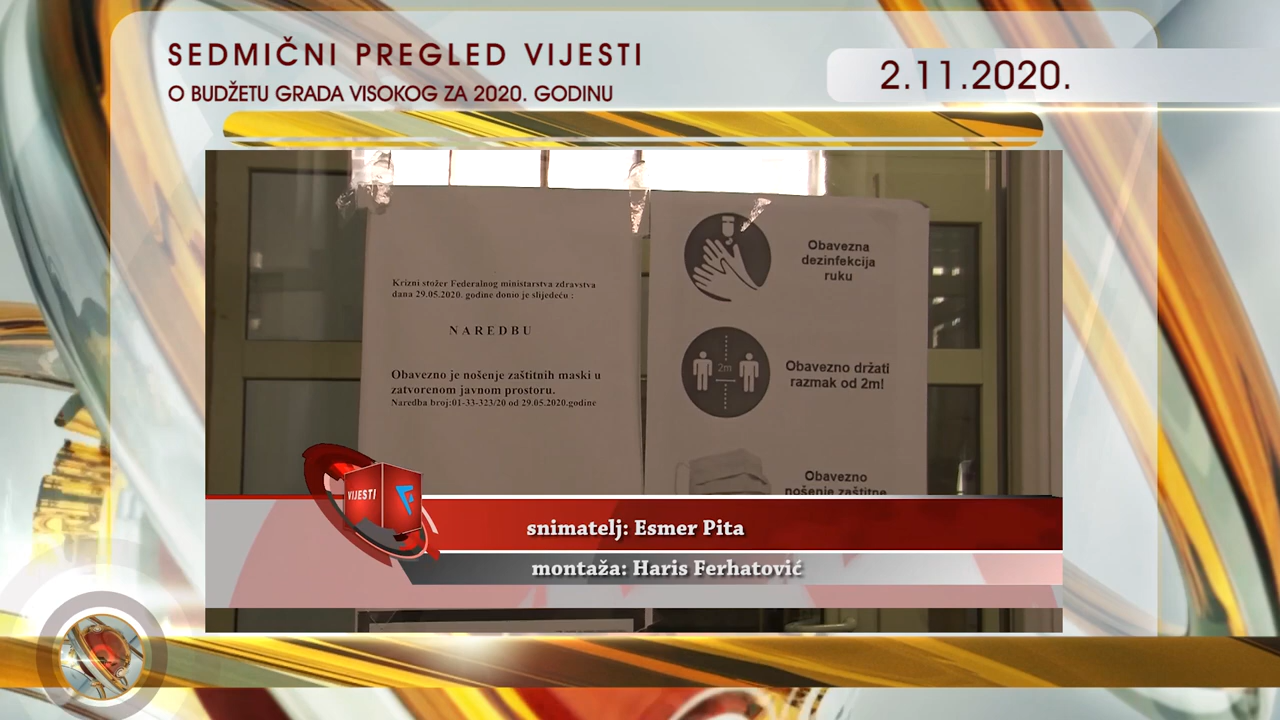 SEDMIČNI PREGLED VIJESTI
O BUDŽETU GRADA VISOKOG ZA 2020. GODINU
2.11.2020.
Krizni stožer Federalnog ministarstva zdravstva
dana 29.05.2020. godine donio je slijedeću :
NAREDBU
Obavezno je nošenje zaštitnih maski u
zatvorenom javnom prostoru.
Naredba broj:01-33-323/20 od 29.05.2020.godine
Obavezna
dezinfekcija
ruku
2m
Obavezno držati
razmak od 2m!
Obavezno
nošenje zaštitne
VIJESTI
snimatelj: Esmer Pita
montaža: Haris Ferhatović